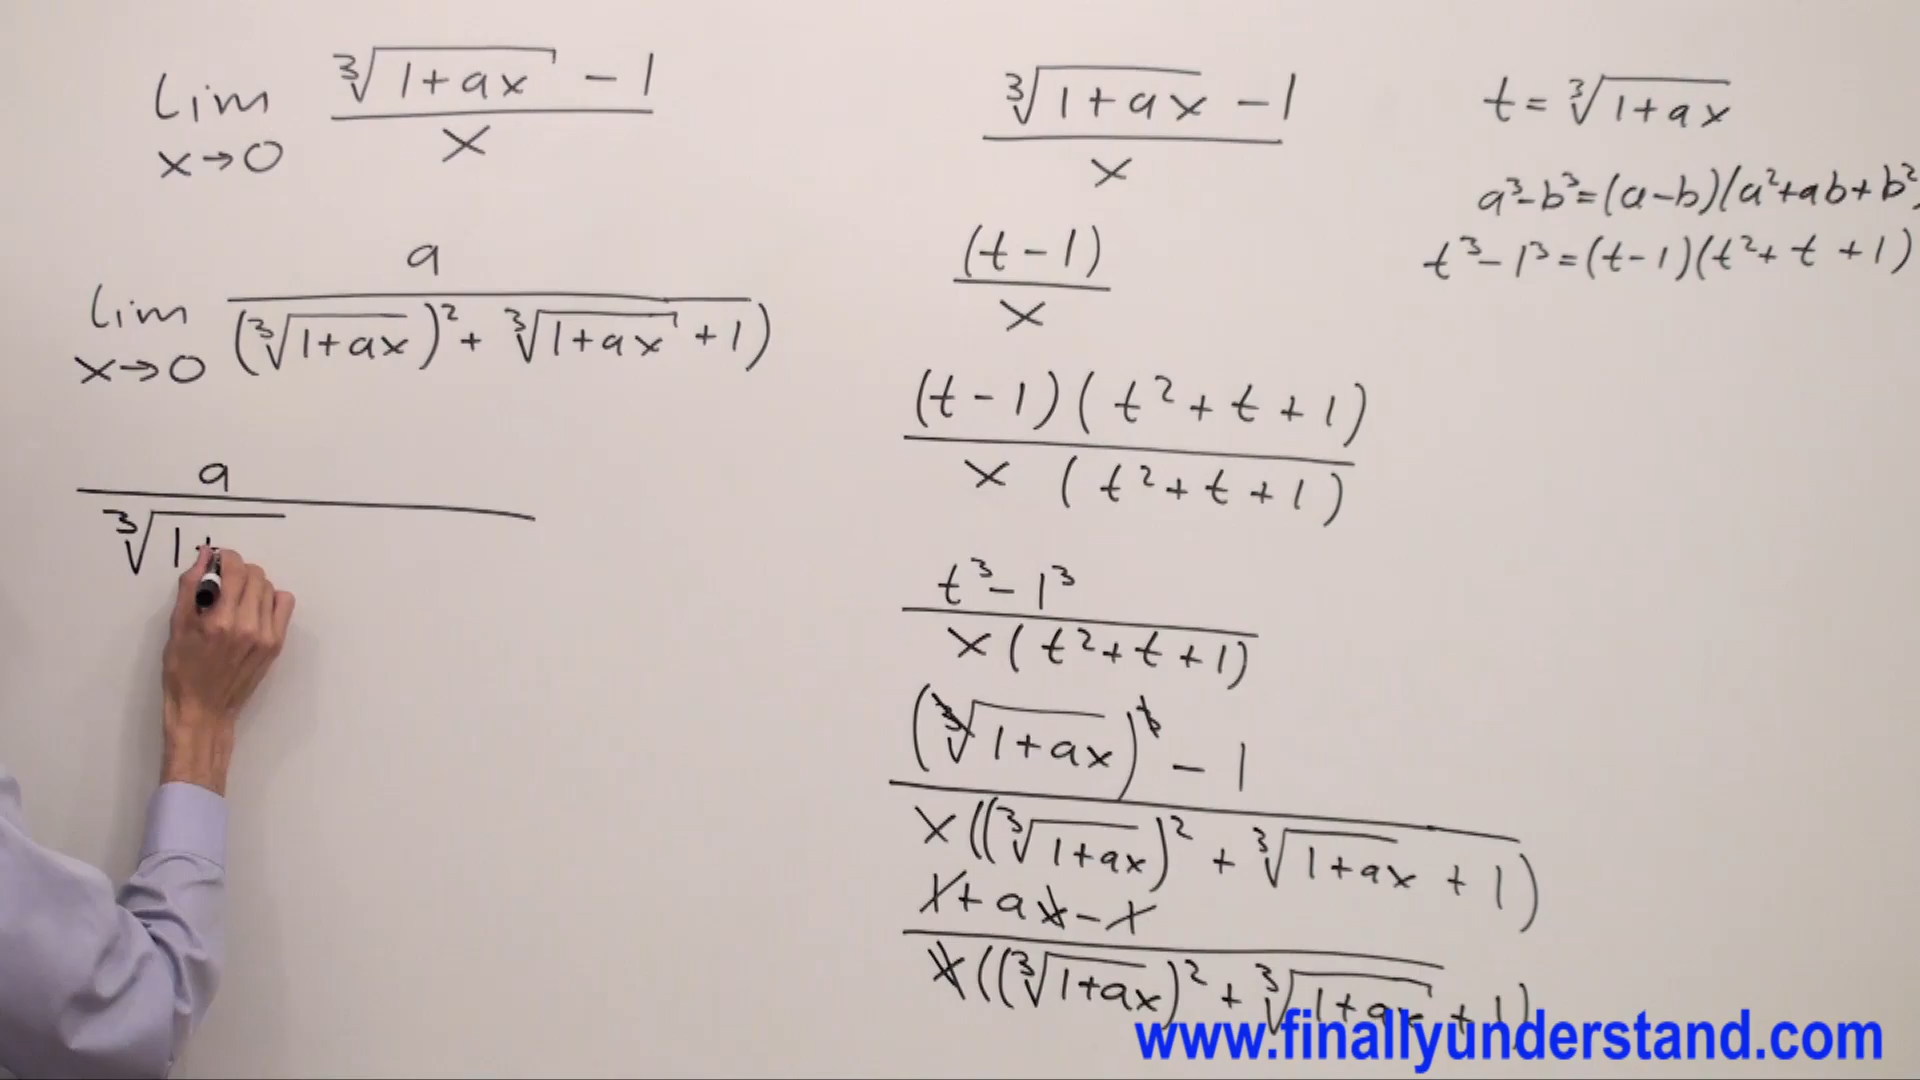 lim x→0 (∛(1+ax) - 1)/x
lim x→0 a/((∛(1+ax))² + ∛(1+ax) + 1)
a/∛(1+
(∛(1+ax) - 1)/x
(t-1)/x
(t-1)(t²+t+1)/x(t²+t+1)
t³-1³/x(t²+t+1)
(∛(1+ax))³ - 1/x((∛(1+ax))² + ∛(1+ax) + 1)
1+ax-1/x((∛(1+ax))² + ∛(1+ax) + 1)
t = ∛(1+ax)
a³-b³=(a-b)(a²+ab+b²)
t³-1³=(t-1)(t²+t+1)
www.finallyunderstand.com